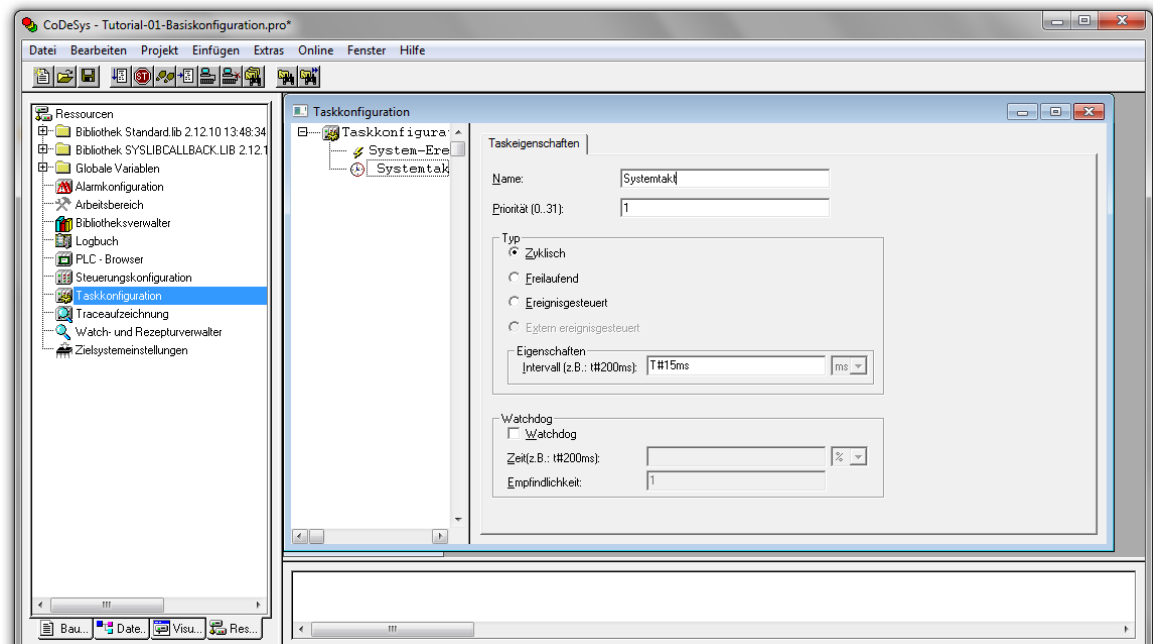 CoDeSys - Tutorial-01-Basiskonfiguration.pro*
Datei Bearbeiten Projekt Einfügen Extras Online Fenster Hilfe
Ressourcen
Bibliothek Standard.lib 2.12.10 13:48:34
Bibliothek SYSLIBCALLBACK.LIB 2.12.1
Globale Variablen
Alarmkonfiguration
Arbeitsbereich
Bibliotheksverwalter
Logbuch
PLC - Browser
Steuerungskonfiguration
Taskkonfiguration
Traceaufzeichnung
Watch- und Rezepturverwalter
Zielsystemeinstellungen
Bau... Date.. Visu... Res...
Taskkonfiguration
Taskkonfigura
System-Ere
Systemtak
Taskeigenschaften
Name: Systemtakt
Priorität (0..31): 1
Typ
Zyklisch
Freilaufend
Ereignisgesteuert
Extern ereignisgesteuert
Eigenschaften
Intervall (z.B.: t#200ms): T#15ms ms
Watchdog
Watchdog
Zeit(z.B.: t#200ms): %
Empfindlichkeit: 1